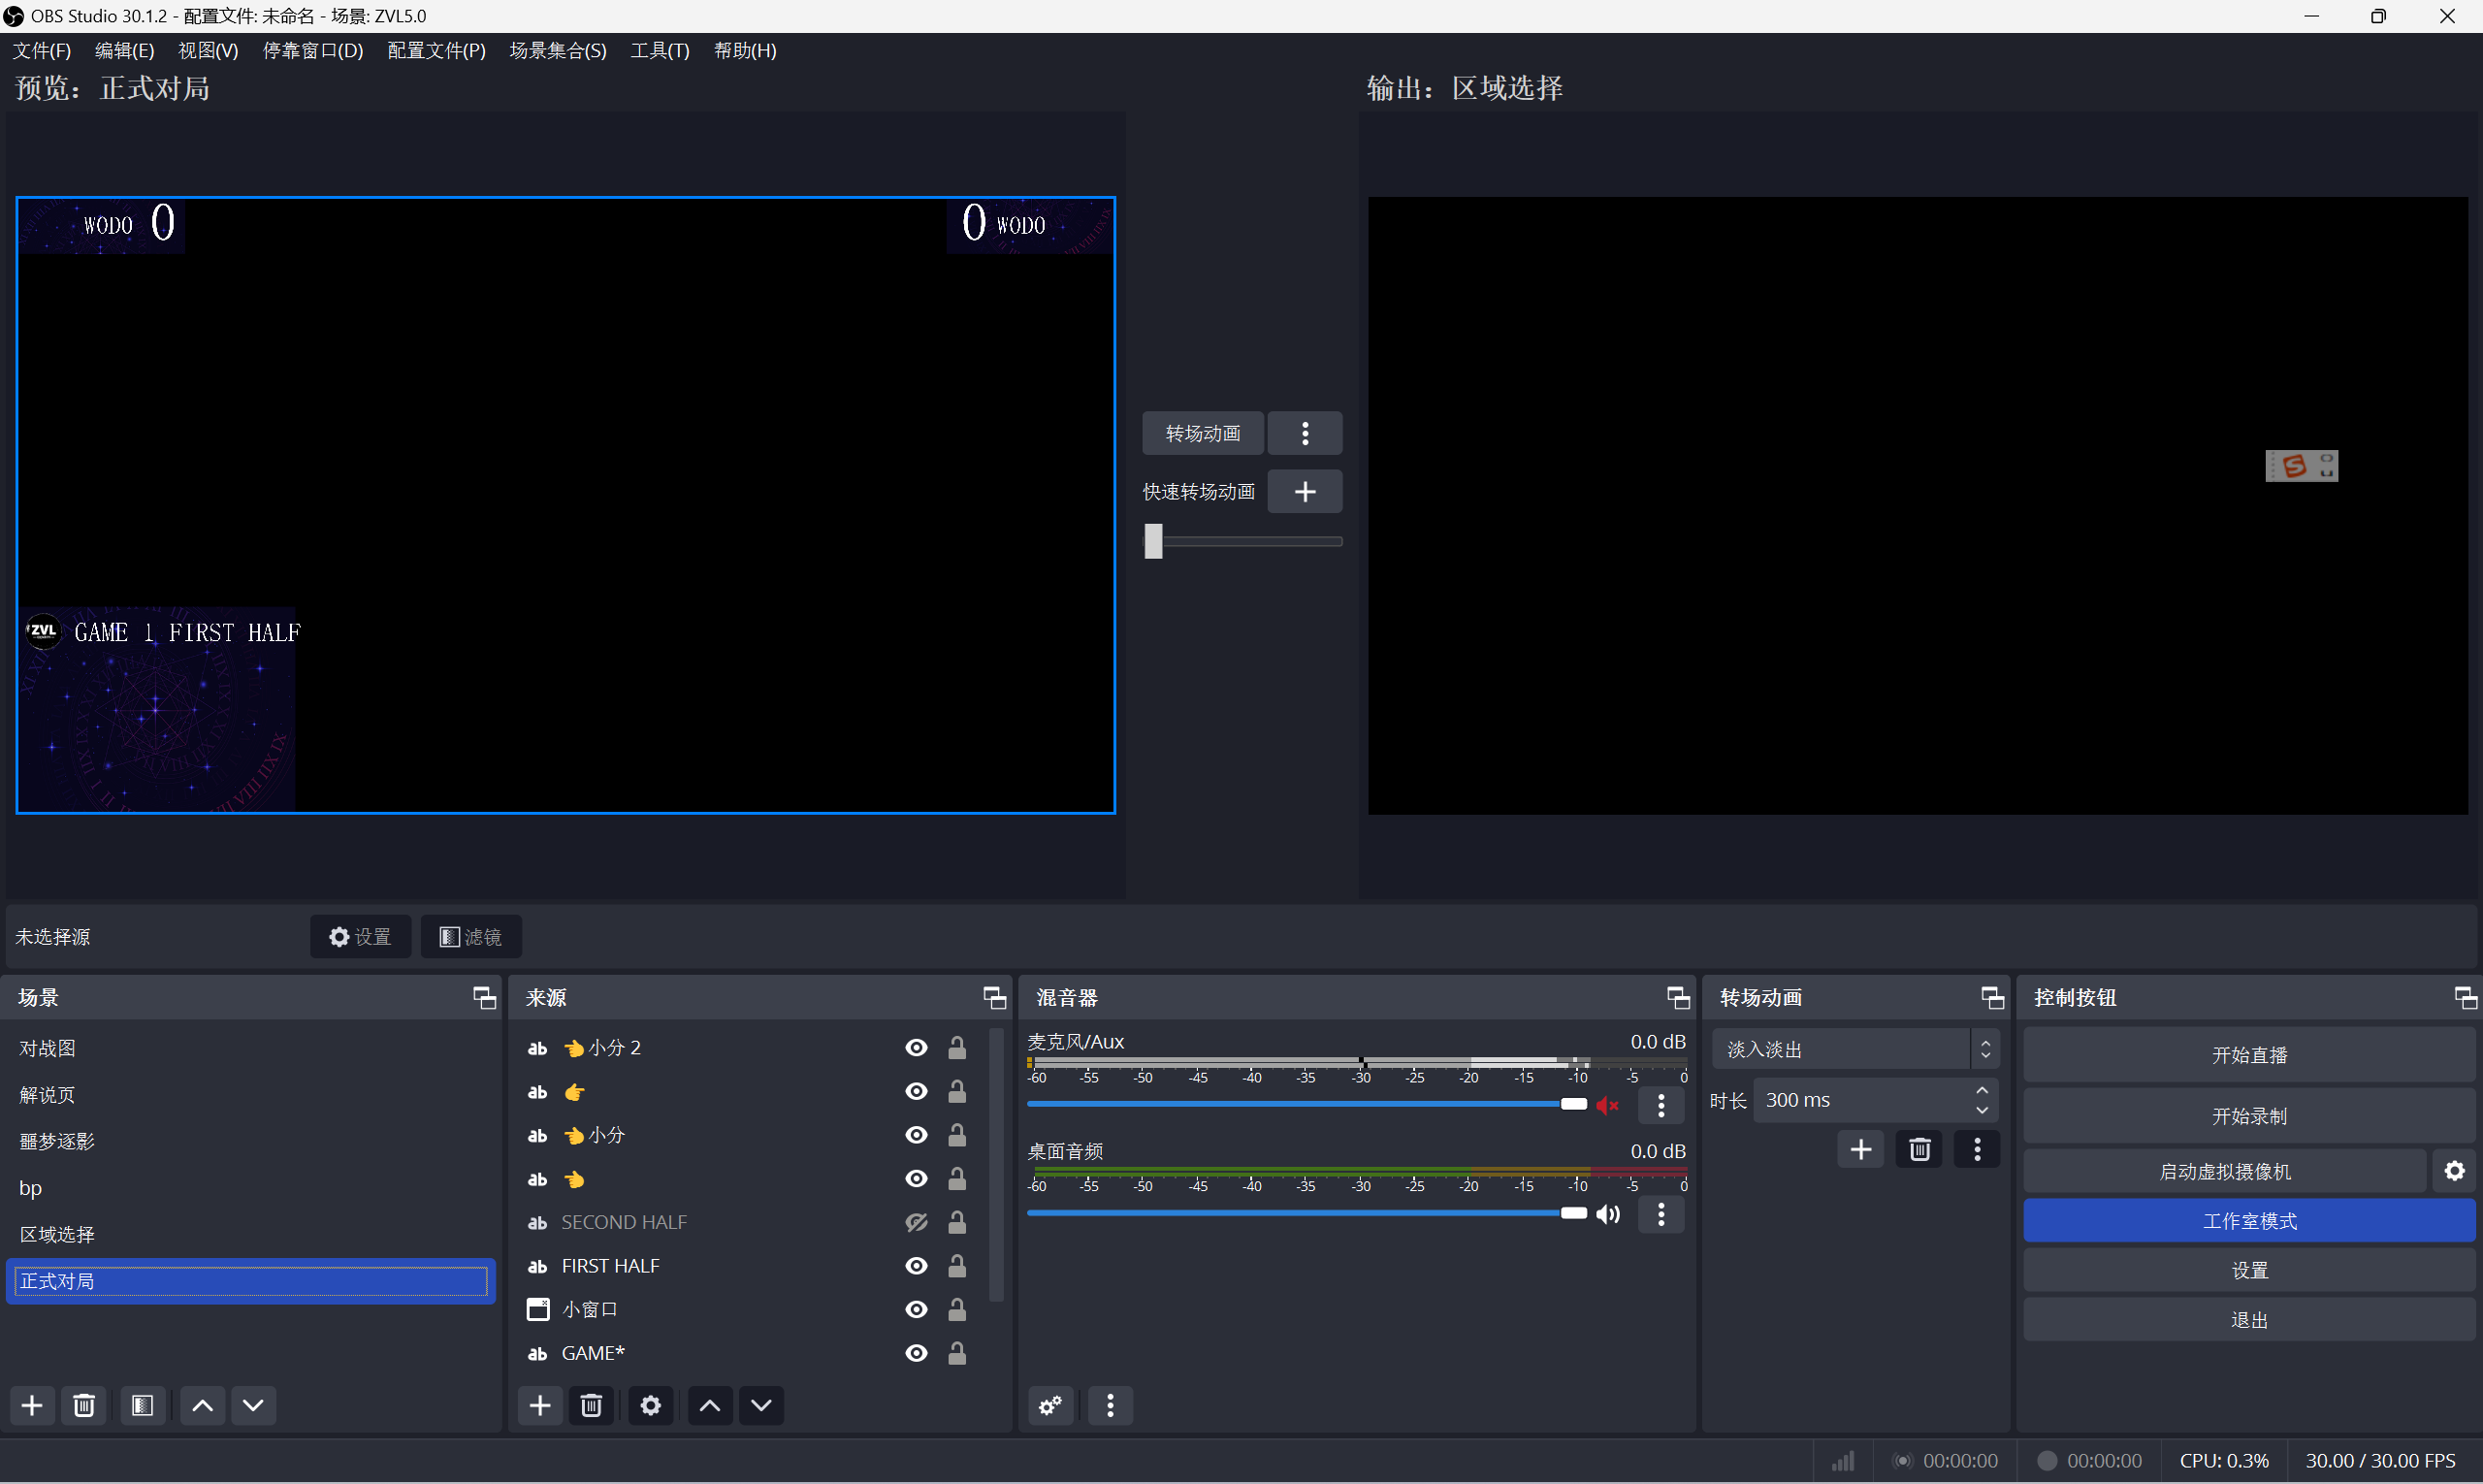 OBS Studio 30.1.2 - 配置文件: 未命名 - 场景: ZVL5.0
文件(F) 编辑(E) 视图(V) 停靠窗口(D) 配置文件(P) 场景集合(S) 工具(T) 帮助(H)
预览：正式对局
输出：区域选择
WODO 0
0 WODO
ZVL GAME 1 FIRST HALF
转场动画
快速转场动画
未选择源
设置
滤镜
场景
对战图
解说页
噩梦逐影
bp
区域选择
正式对局
来源
ab 👈小分 2
ab 👉
ab 👈小分
ab 👈
ab SECOND HALF
ab FIRST HALF
小窗口
ab GAME*
混音器
麦克风/Aux 0.0 dB
-60 -55 -50 -45 -40 -35 -30 -25 -20 -15 -10 -5 0
桌面音频 0.0 dB
-60 -55 -50 -45 -40 -35 -30 -25 -20 -15 -10 -5 0
转场动画
淡入淡出
时长 300 ms
控制按钮
开始直播
开始录制
启动虚拟摄像机
工作室模式
设置
退出
00:00:00 00:00:00 CPU: 0.3% 30.00 / 30.00 FPS